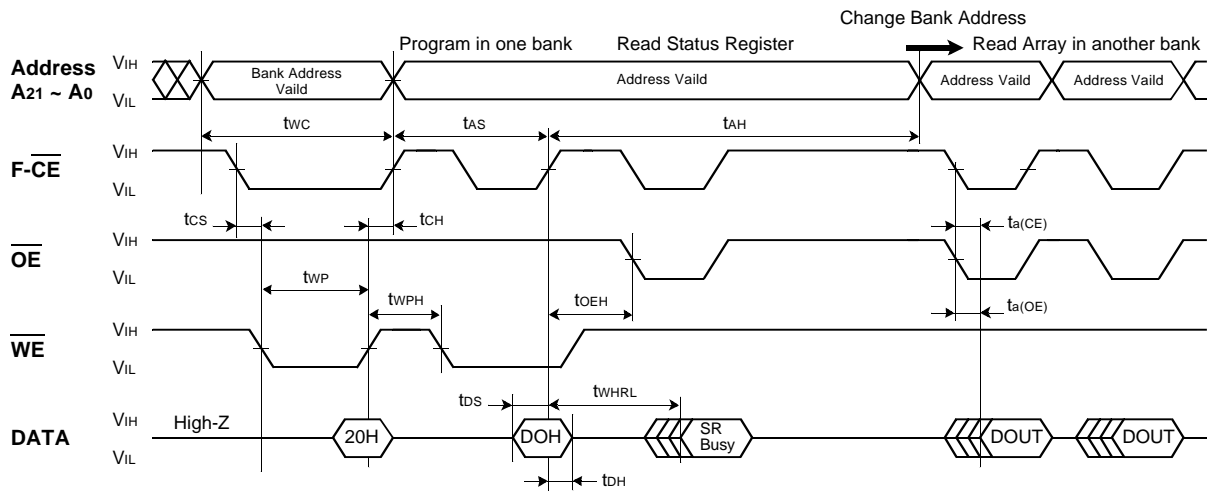 Change Bank Address
Program in one bank Read Status Register Read Array in another bank
Address
A21 ~ A0
VIH
VIL
Bank Address
Vaild
Address Vaild
Address Vaild
Address Vaild
tWC
tAS
tAH
F-CE
VIH
VIL
tCS
tCH
ta(CE)
OE
VIH
VIL
tWP
tWPH
tOEH
ta(OE)
WE
VIH
VIL
tDS
tWHRL
DATA
VIH
VIL
High-Z
20H
DOH
SR
Busy
DOUT
DOUT
tDH